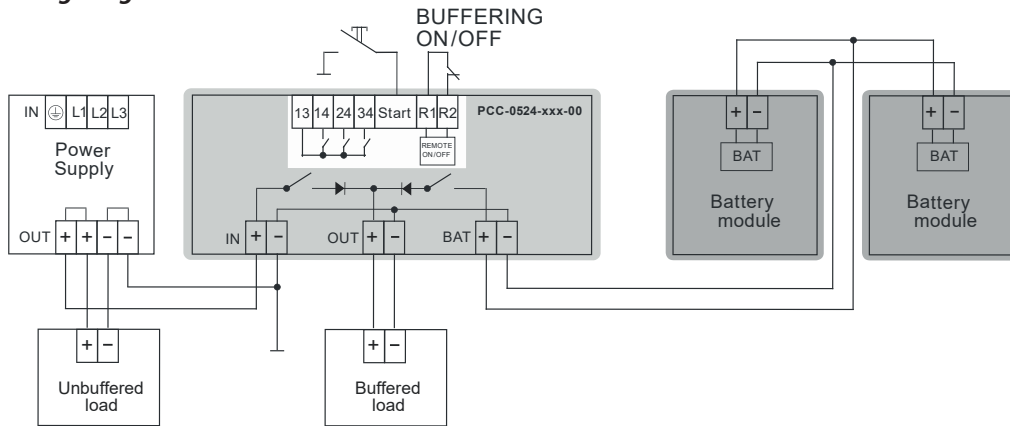 BUFFERING
ON/OFF
IN L1 L2 L3
Power
Supply
OUT + + − −
13 14 24 34 Start R1 R2
PCC-0524-xxx-00
REMOTE
ON/OFF
IN + −
OUT + −
BAT + −
+ −
BAT
Battery
module
+ −
BAT
Battery
module
+ −
Unbuffered
load
+ −
Buffered
load